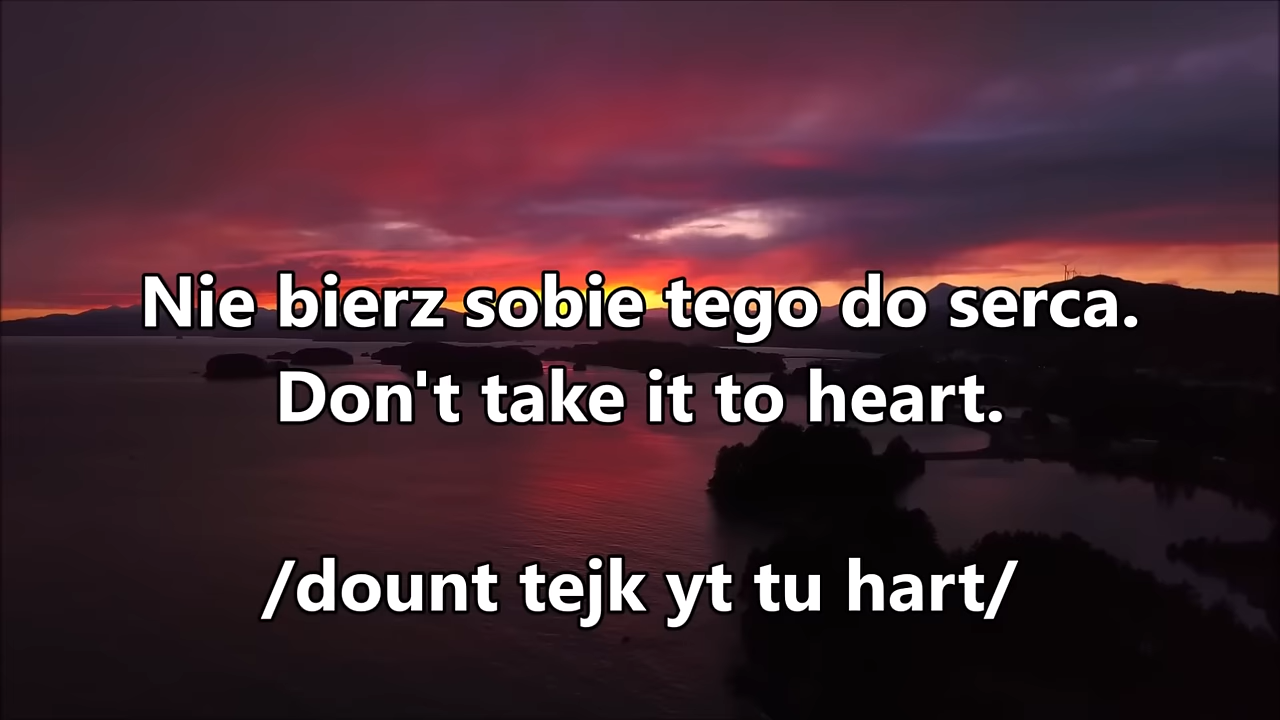 Nie bierz sobie tego do serca.
Don't take it to heart.
/dount tejk yt tu hart/